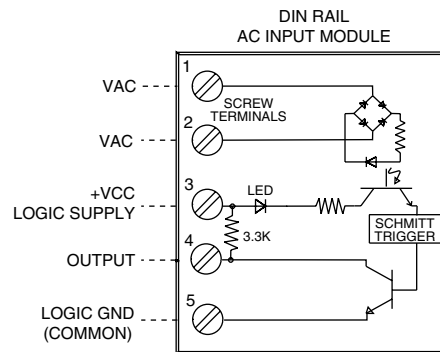 DIN RAIL
AC INPUT MODULE
1
VAC
SCREW
TERMINALS
2
VAC
3
+VCC
LOGIC SUPPLY
LED
4
3.3K
SCHMITT
TRIGGER
OUTPUT
5
LOGIC GND
(COMMON)